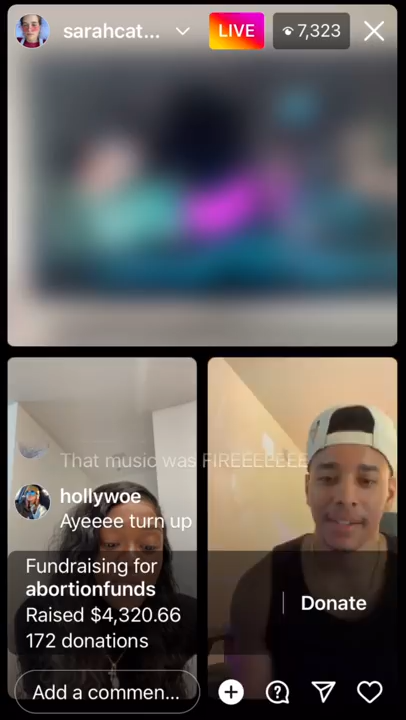 sarahcat...
LIVE
7,323
That music was FIREEEEEEE
hollywoe
Ayeeee turn up
Fundraising for
abortionfunds
Raised $4,320.66
172 donations
Donate
Add a commen...